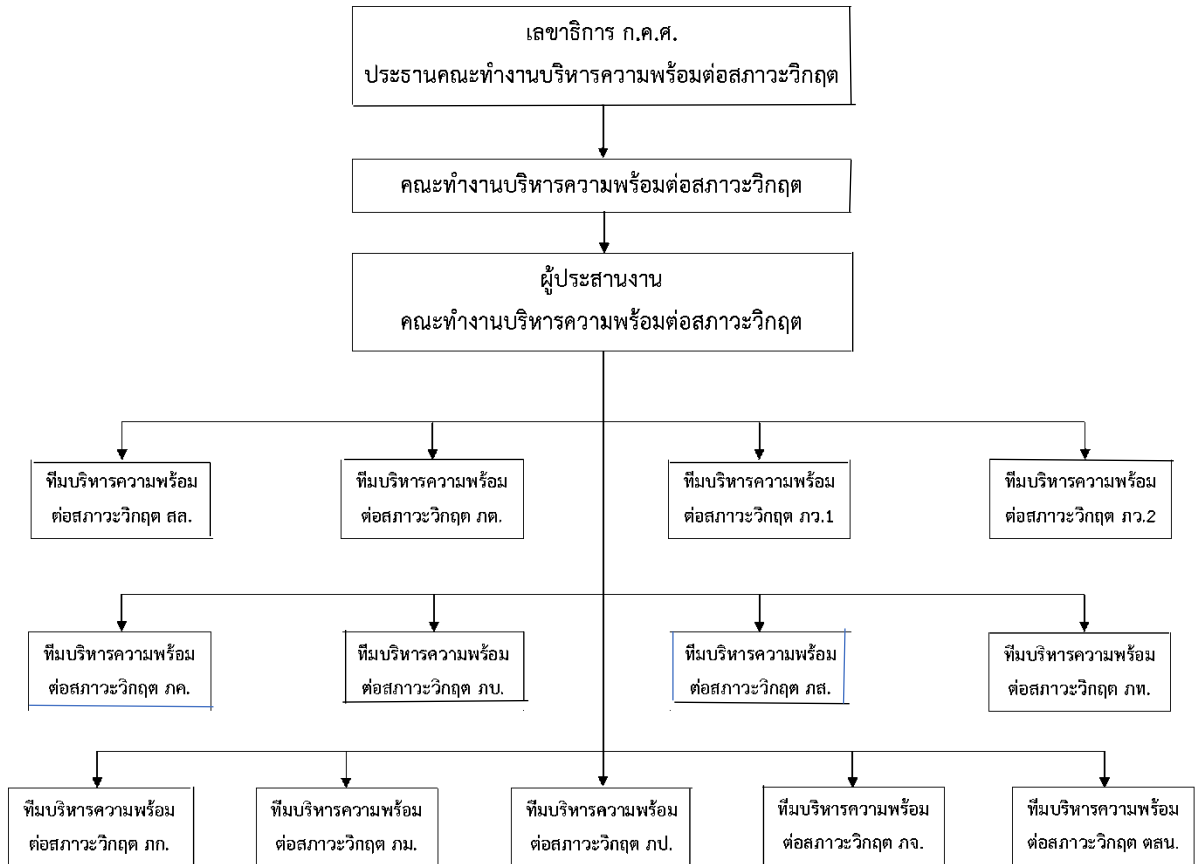 เลขาธิการ ก.ค.ศ.
ประธานคณะทำงานบริหารความพร้อมต่อสภาวะวิกฤต
คณะทำงานบริหารความพร้อมต่อสภาวะวิกฤต
ผู้ประสานงาน
คณะทำงานบริหารความพร้อมต่อสภาวะวิกฤต
ทีมบริหารความพร้อม
ต่อสภาวะวิกฤต สล.
ทีมบริหารความพร้อม
ต่อสภาวะวิกฤต ภต.
ทีมบริหารความพร้อม
ต่อสภาวะวิกฤต ภว.1
ทีมบริหารความพร้อม
ต่อสภาวะวิกฤต ภว.2
ทีมบริหารความพร้อม
ต่อสภาวะวิกฤต ภค.
ทีมบริหารความพร้อม
ต่อสภาวะวิกฤต ภบ.
ทีมบริหารความพร้อม
ต่อสภาวะวิกฤต ภส.
ทีมบริหารความพร้อม
ต่อสภาวะวิกฤต ภท.
ทีมบริหารความพร้อม
ต่อสภาวะวิกฤต ภก.
ทีมบริหารความพร้อม
ต่อสภาวะวิกฤต ภม.
ทีมบริหารความพร้อม
ต่อสภาวะวิกฤต ภป.
ทีมบริหารความพร้อม
ต่อสภาวะวิกฤต ภจ.
ทีมบริหารความพร้อม
ต่อสภาวะวิกฤต ตสน.